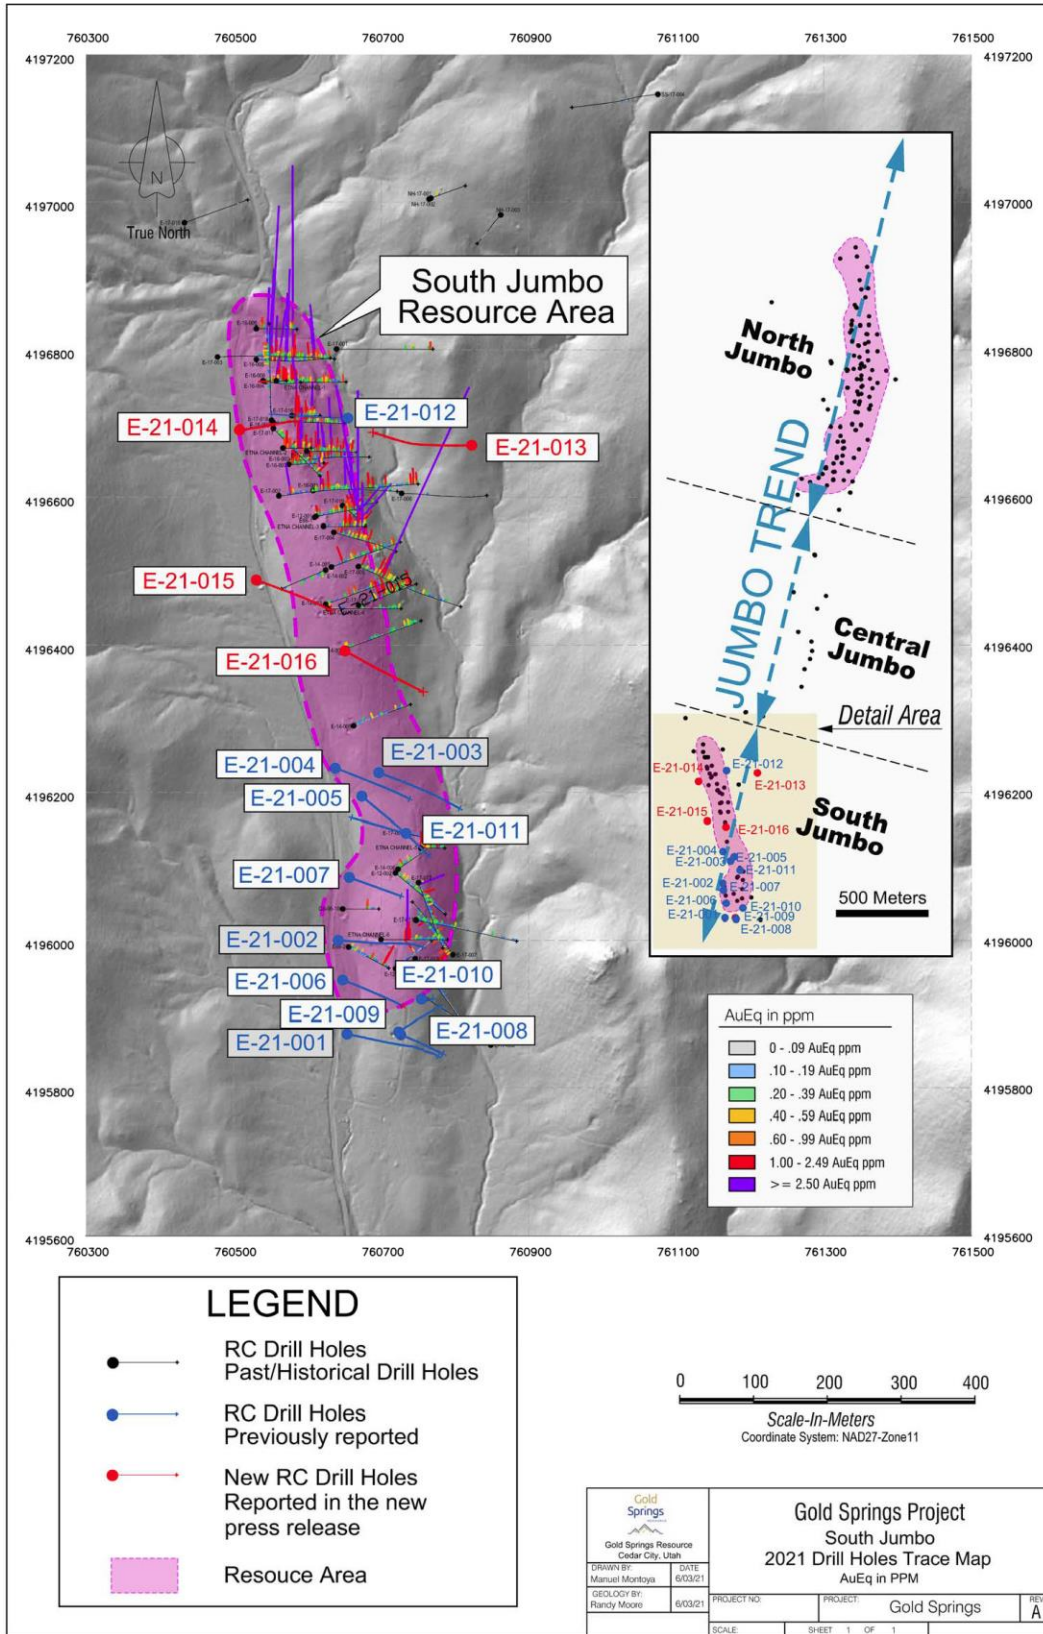 760300 760500 760700 760900 761100 761300 761500
4197200 4197200
4197000 4197000
4196800 4196800
4196600 4196600
4196400 4196400
4196200 4196200
4196000 4196000
4195800 4195800
4195600 4195600
760300 760500 760700 760900 761100 761300 761500
N
True North
NH-17-001
NH-17-002
South Jumbo
Resource Area
E-21-012
E-21-014
E-21-013
E-21-015
E-21-015
E-21-016
E-21-003
E-21-004
E-21-005
E-21-011
E-21-007
E-21-002
E-21-010
E-21-006
E-21-009
E-21-008
E-21-001
North
Jumbo
JUMBO TREND
Central
Jumbo
Detail Area
South
Jumbo
E-21-012
E-21-014
E-21-013
E-21-015
E-21-016
E-21-004
E-21-005
E-21-003
E-21-011
E-21-002
E-21-007
E-21-006
E-21-010
E-21-009
E-21-008
500 Meters
AuEq in ppm
0 - .09 AuEq ppm
.10 - .19 AuEq ppm
.20 - .39 AuEq ppm
.40 - .59 AuEq ppm
.60 - .99 AuEq ppm
1.00 - 2.49 AuEq ppm
> = 2.50 AuEq ppm
LEGEND
RC Drill Holes
Past/Historical Drill Holes
RC Drill Holes
Previously reported
New RC Drill Holes
Reported in the new
press release
Resouce Area
0 100 200 300 400
Scale-In-Meters
Coordinate System: NAD27-Zone11
Gold
Springs
Gold Springs Resource
Cedar City, Utah
DRAWN BY: DATE
Manuel Montoya 6/03/21
GEOLOGY BY:
Randy Moore 6/03/21
Gold Springs Project
South Jumbo
2021 Drill Holes Trace Map
AuEq in PPM
PROJECT NO: PROJECT: Gold Springs REV
A
SCALE: SHEET 1 OF 1